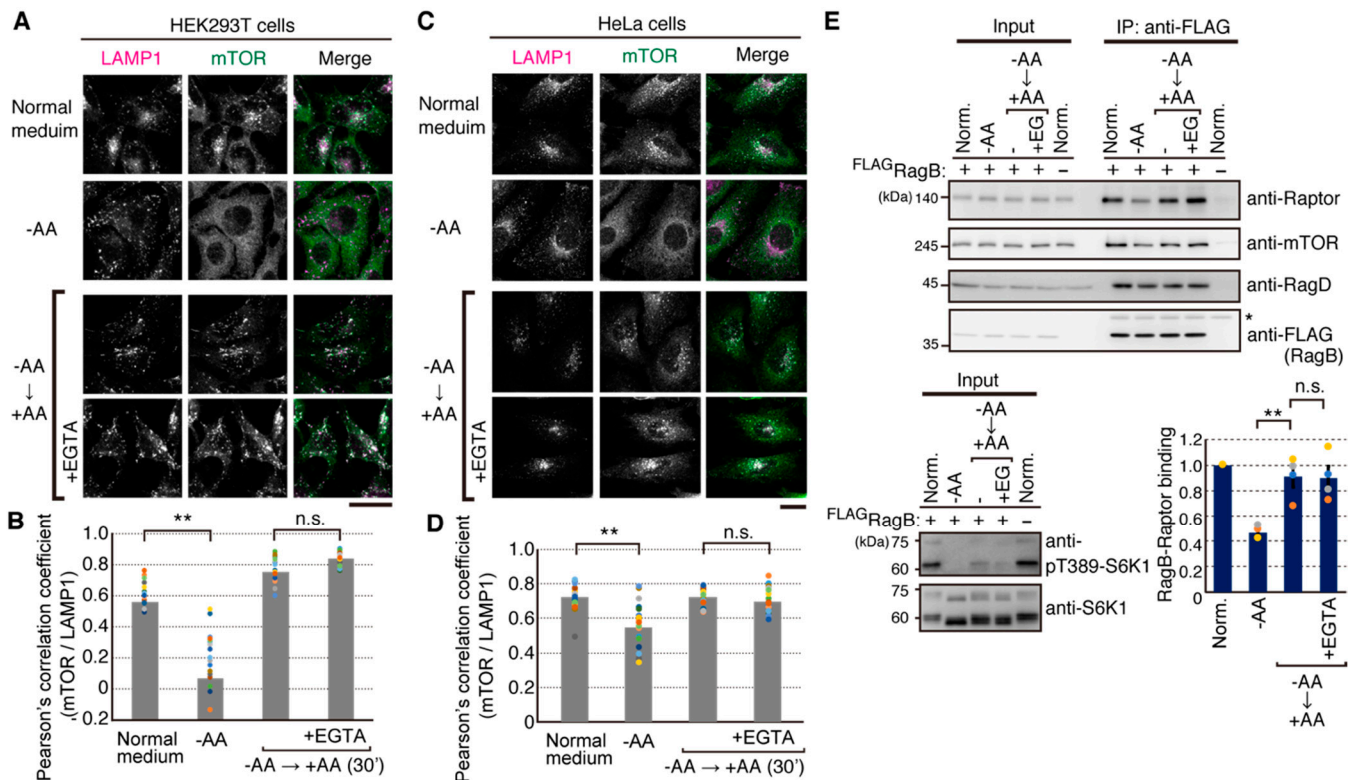 A
HEK293T cells
LAMP1 mTOR Merge
Normal
meduim
-AA
-AA
↓
+AA
+EGTA
B
Pearson's correlation coefficient
(mTOR / LAMP1)
1.0
0.8
0.6
0.4
0.2
0
0.2
**
n.s.
Normal
medium
-AA
+EGTA
-AA → +AA (30')
C
HeLa cells
LAMP1 mTOR Merge
Normal
meduim
-AA
-AA
↓
+AA
+EGTA
D
Pearson's correlation coefficient
(mTOR / LAMP1)
1.0
0.8
0.6
0.4
0.2
0
**
n.s.
Normal
medium
-AA
+EGTA
-AA → +AA (30')
E
Input IP: anti-FLAG
-AA -AA
↓ ↓
+AA +AA
Norm. -AA - +EG Norm. Norm. -AA - +EG Norm.
FLAGRagB: + + + + − + + + + −
(kDa) 140 anti-Raptor
245 anti-mTOR
45 anti-RagD
*
35 anti-FLAG
(RagB)
Input
-AA
↓
+AA
Norm. -AA - +EG Norm.
FLAGRagB: + + + + −
(kDa) 75 anti-
60 pT389-S6K1
75 anti-S6K1
60
RagB-Raptor binding
1.2
1.0
0.8
0.6
0.4
0.2
0
**
n.s.
Norm.
-AA
+EGTA
-AA
↓
+AA